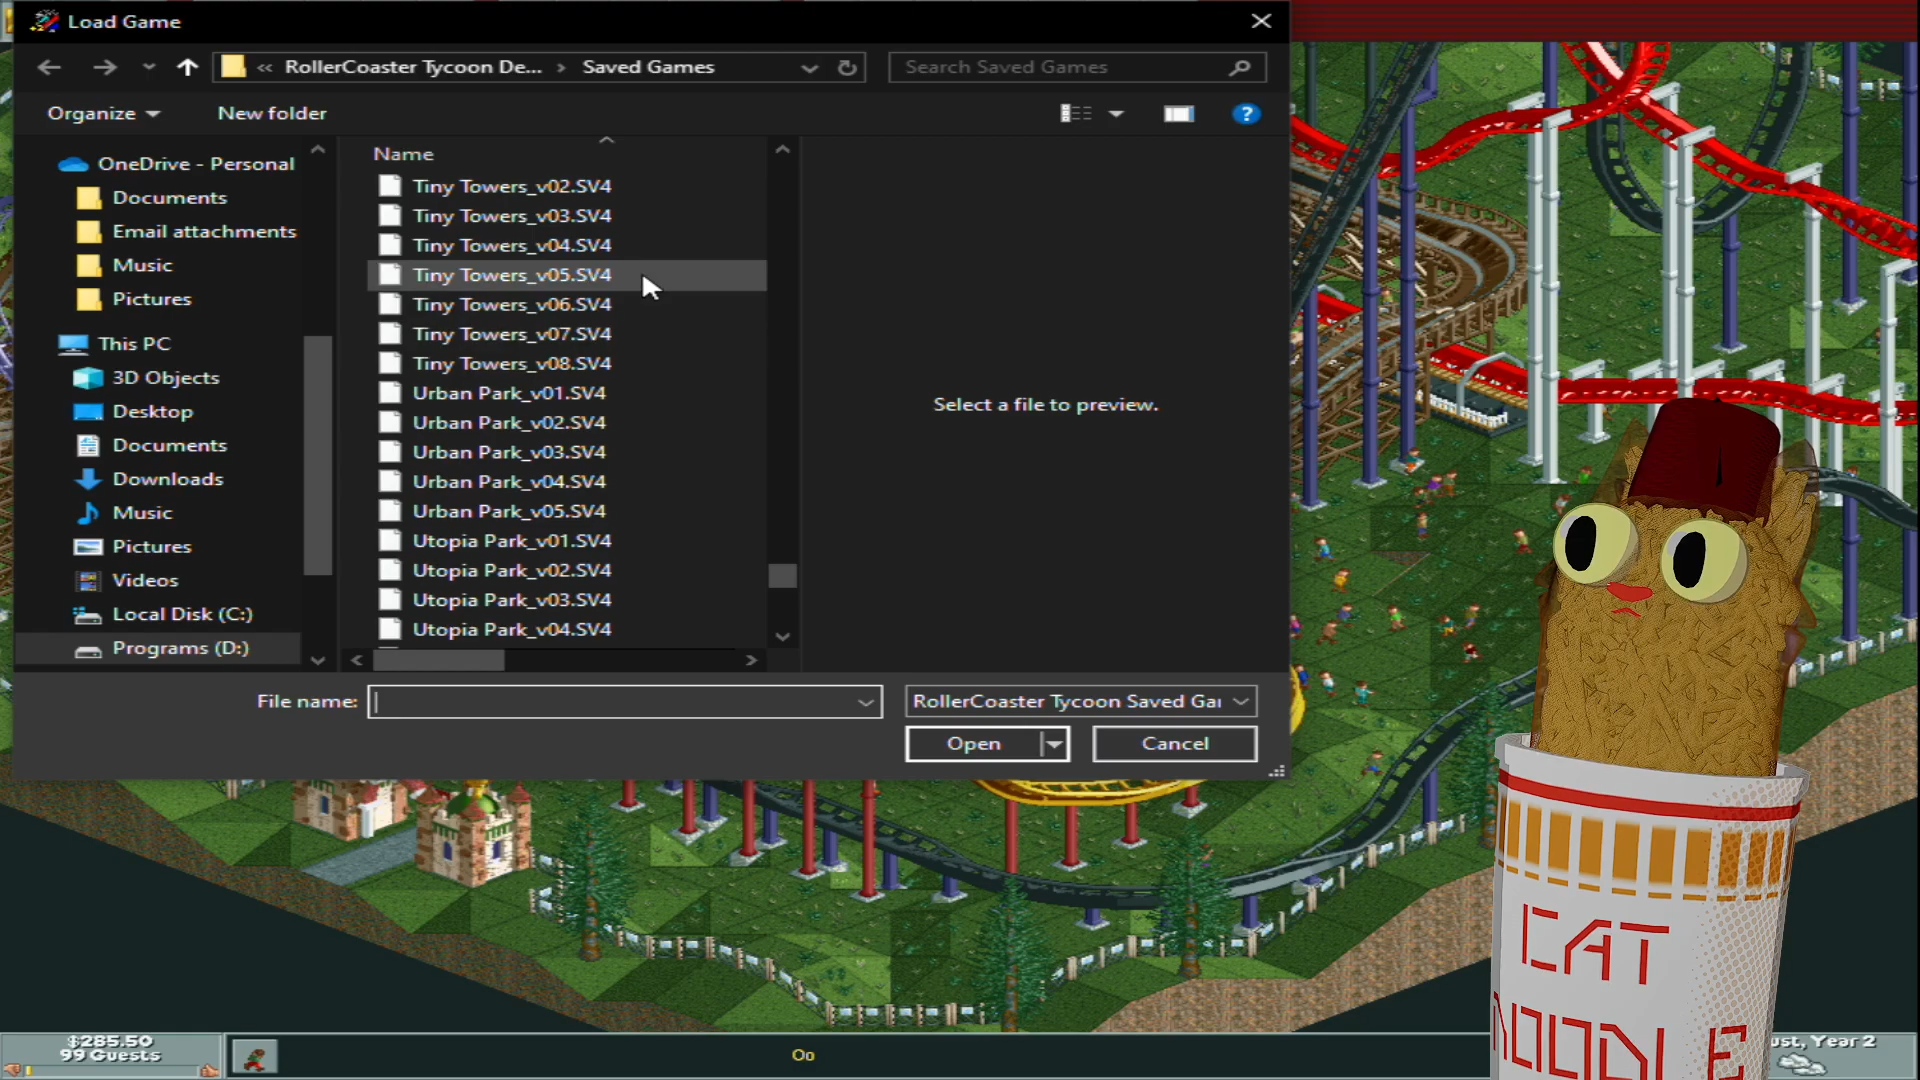 Load Game
RollerCoaster Tycoon De... > Saved Games
Search Saved Games
Organize
New folder
OneDrive - Personal
Documents
Email attachments
Music
Pictures
This PC
3D Objects
Desktop
Documents
Downloads
Music
Pictures
Videos
Local Disk (C:)
Programs (D:)
Name
Tiny Towers_v02.SV4
Tiny Towers_v03.SV4
Tiny Towers_v04.SV4
Tiny Towers_v05.SV4
Tiny Towers_v06.SV4
Tiny Towers_v07.SV4
Tiny Towers_v08.SV4
Urban Park_v01.SV4
Urban Park_v02.SV4
Urban Park_v03.SV4
Urban Park_v04.SV4
Urban Park_v05.SV4
Utopia Park_v01.SV4
Utopia Park_v02.SV4
Utopia Park_v03.SV4
Utopia Park_v04.SV4
Select a file to preview.
File name:
RollerCoaster Tycoon Saved Gar
Open
Cancel
CAT
NOODLE
$285.50
99 Guests
Oo
ust, Year 2